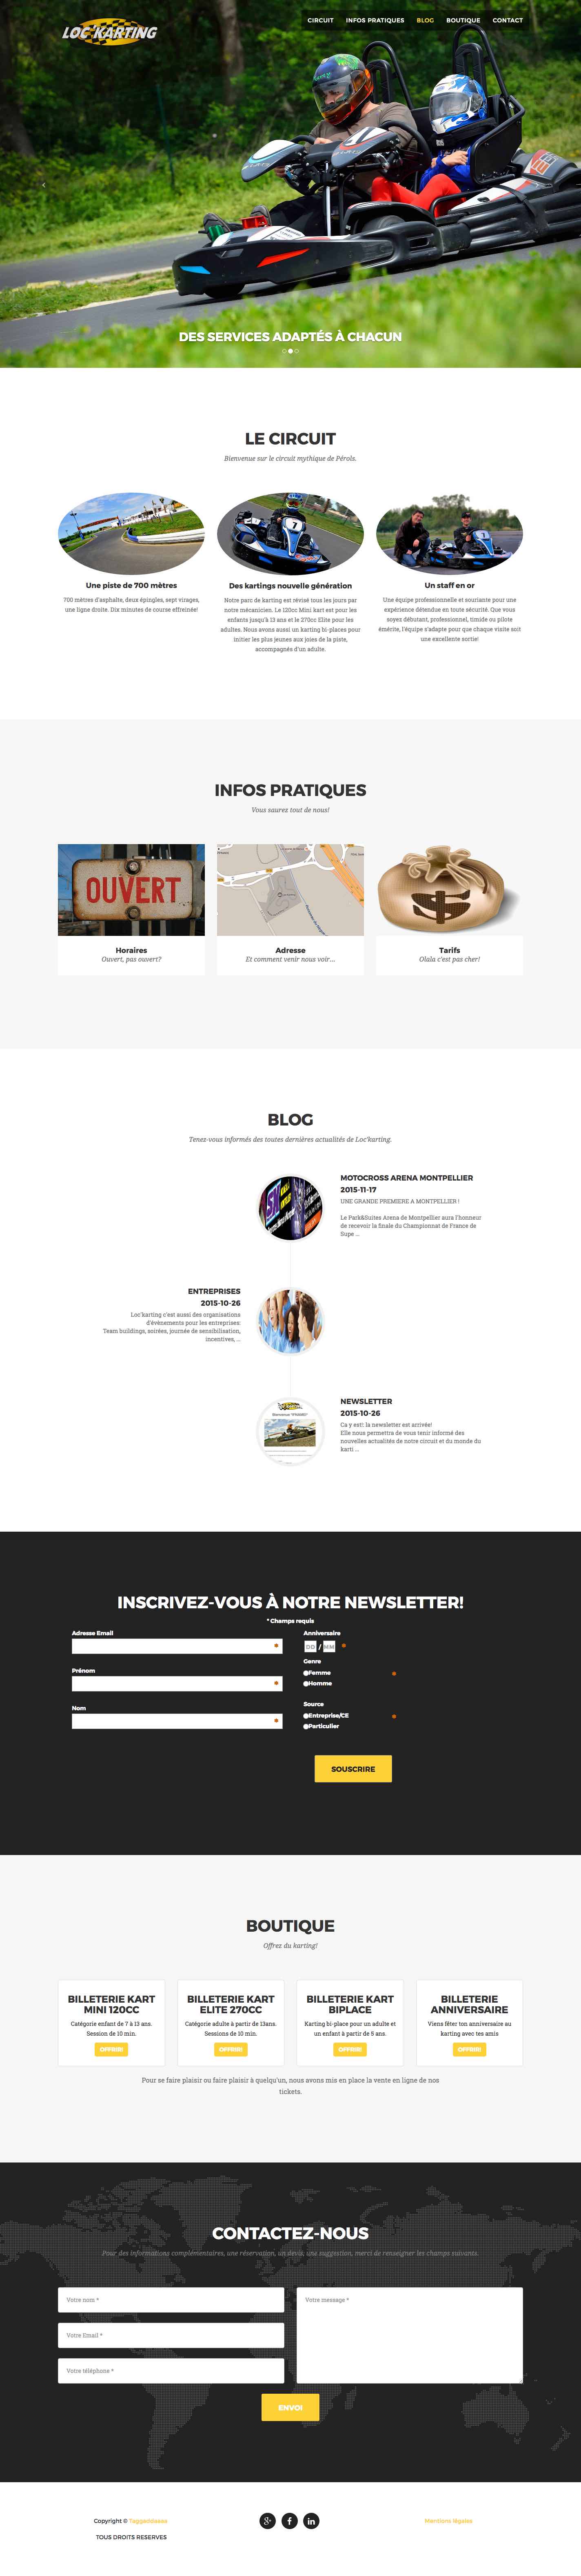 LOC'KARTING
CIRCUIT
INFOS PRATIQUES
BLOG
BOUTIQUE
CONTACT
DES SERVICES ADAPTÉS À CHACUN
LE CIRCUIT
Bienvenue sur le circuit mythique de Pérols.
7
Une piste de 700 mètres
700 mètres d'asphalte, deux épingles, sept virages,
une ligne droite. Dix minutes de course effreinée!
Des kartings nouvelle génération
Notre parc de karting est révisé tous les jours par
notre mécanicien. Le 120cc Mini kart est pour les
enfants jusqu'à 13 ans et le 270cc Elite pour les
adultes. Nous avons aussi un karting bi-places pour
initier les plus jeunes aux joies de la piste,
accompagnés d'un adulte.
Un staff en or
Une équipe professionnelle et souriante pour une
expérience détendue en toute sécurité. Que vous
soyez débutant, professionnel, timide ou pilote
émérite, l'équipe s'adapte pour que chaque visite soit
une excellente sortie!
INFOS PRATIQUES
Vous saurez tout de nous!
OUVERT
Horaires
Ouvert, pas ouvert?
Adresse
Et comment venir nous voir...
Tarifs
Olala c'est pas cher!
BLOG
Tenez-vous informés des toutes dernières actualités de Loc'karting.
MOTOCROSS ARENA MONTPELLIER
2015-11-17
UNE GRANDE PREMIERE A MONTPELLIER !
Le Park&Suites Arena de Montpellier aura l'honneur
de recevoir la finale du Championnat de France de
Supe ...
ENTREPRISES
2015-10-26
Loc'karting c'est aussi des organisations
d'évènements pour les entreprises:
Team buildings, soirées, journée de sensibilisation,
incentives, ...
NEWSLETTER
2015-10-26
Ca y est!: la newsletter est arrivée!
Elle nous permettra de vous tenir informé des
nouvelles actualités de notre circuit et du monde du
karti ...
INSCRIVEZ-VOUS À NOTRE NEWSLETTER!
* Champs requis
Adresse Email
*
Prénom
*
Nom
*
Anniversaire
DD / MM *
Genre
Femme
Homme
*
Source
Entreprise/CE
Particulier
*
SOUSCRIRE
BOUTIQUE
Offrez du karting!
BILLETERIE KART
MINI 120CC
Catégorie enfant de 7 à 13 ans.
Session de 10 min.
OFFRIR!
BILLETERIE KART
ELITE 270CC
Catégorie adulte à partir de 13ans.
Sessions de 10 min.
OFFRIR!
BILLETERIE KART
BIPLACE
Karting bi-place pour un adulte et
un enfant à partir de 5 ans.
OFFRIR!
BILLETERIE
ANNIVERSAIRE
Viens fêter ton anniversaire au
karting avec tes amis
OFFRIR!
Pour se faire plaisir ou faire plaisir à quelqu'un, nous avons mis en place la vente en ligne de nos
tickets.
CONTACTEZ-NOUS
Pour des informations complémentaires, une réservation, un devis, une suggestion, merci de renseigner les champs suivants.
Votre nom *
Votre Email *
Votre téléphone *
Votre message *
ENVOI
Copyright ©
TOUS DROITS RESERVES
Mentions légales